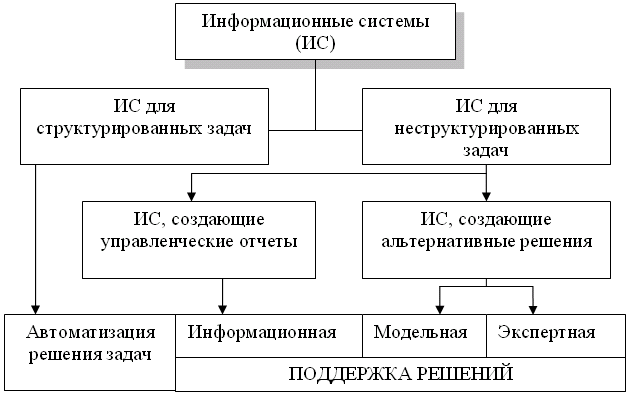 Информационные системы
(ИС)
ИС для
структурированных задач
ИС для
неструктурированных
задач
ИС, создающие
управленческие отчеты
ИС, создающие
альтернативные решения
Автоматизация
решения задач
Информационная
Модельная
Экспертная
ПОДДЕРЖКА РЕШЕНИЙ